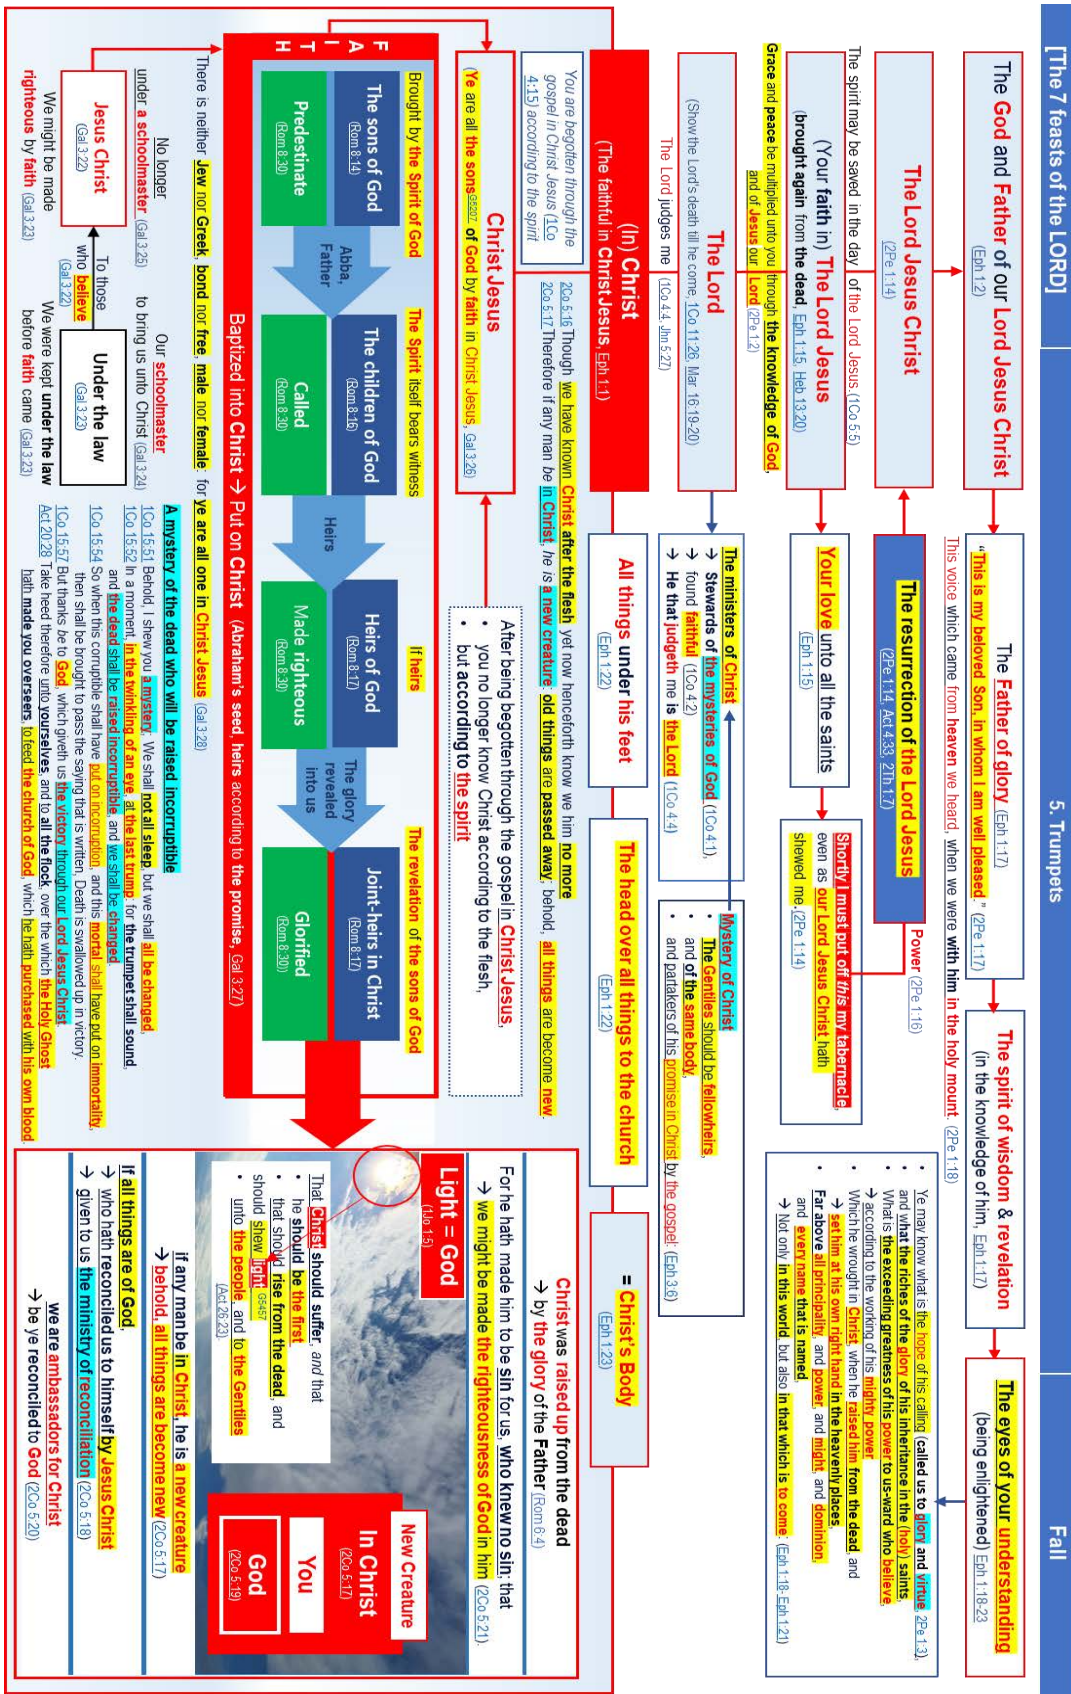 [The 7 feasts of the LORD]
5. Trumpets
Fall
The God and Father of our Lord Jesus Christ
(Eph 1:2)
The Father of glory (Eph 1:17)
"This is my beloved Son, in whom I am well pleased." (2Pe 1:17)
The spirit of wisdom & revelation
(in the knowledge of him, Eph 1:17)
The eyes of your understanding
(being enlightened) Eph 1:18-23
This voice which came from heaven we heard, when we were with him in the holy mount. (2Pe 1:18)
The Lord Jesus Christ
(2Pe 1:14)
The resurrection of the Lord Jesus
(2Pe 1:14, Act 4:33, 2Th 1:7)
Power (2Pe 1:16)
The spirit may be saved in the day of the Lord Jesus (1Co 5:5)
(Your faith in) The Lord Jesus
(brought again from the dead, Eph 1:15, Heb 13:20)
Your love unto all the saints
(Eph 1:15)
Shortly I must put off this my tabernacle,
even as our Lord Jesus Christ hath
shewed me, (2Pe 1:14)
Ye may know what is the hope of his calling (called us to glory and virtue, 2Pe 1:3),
• and what the riches of the glory of his inheritance in the (holy) saints,
• What is the exceeding greatness of his power to us-ward who believe,
→ according to the working of his mighty power
• Which he wrought in Christ, when he raised him from the dead, and
→ set him at his own right hand in the heavenly places,
• Far above all principality, and power, and might, and dominion,
and every name that is named,
→ Not only in this world, but also in that which is to come: (Eph 1:18- Eph 1:21)
Grace and peace be multiplied unto you through the knowledge of God,
and of Jesus our Lord (2Pe 1:2)
The Lord
(Show the Lord's death till he come, 1Co 11:26, Mar 16:19-20)
The ministers of Christ
→ Stewards of the mysteries of God (1Co 4:1),
→ found faithful (1Co 4:2)
→ He that judgeth me is the Lord (1Co 4:4)
Mystery of Christ
• The Gentiles should be fellowheirs,
• and of the same body,
• and partakers of his promise in Christ by the gospel: (Eph 3:6)
The Lord judges me (1Co 4:4, Jhn 5:27)
(In) Christ
(The faithful in Christ Jesus, Eph 1:1)
All things under his feet
(Eph 1:22)
The head over all things to the church
(Eph 1:22)
= Christ's Body
(Eph 1:23)
You are begotten through the
gospel in Christ Jesus (1Co
4:15) according to the spirit
2Co 5:16 Though we have known Christ after the flesh yet now henceforth know we him no more
2Co 5:17 Therefore if any man be in Christ, he is a new creature: old things are passed away; behold, all things are become new.
Christ Jesus
(Ye are all the sons G5207 of God by faith in Christ Jesus, Gal 3:26)
After being begotten through the gospel in Christ Jesus,
• you no longer know Christ according to the flesh,
• but according to the spirit
FAITH
Brought by the Spirit of God
The Spirit itself bears witness
If heirs
The revelation of the sons of God
The sons of God
(Rom 8:14)
Predestinate
(Rom 8:30)
Abba,
Father
The children of God
(Rom 8:16)
Called
(Rom 8:30)
Heirs
Heirs of God
(Rom 8:17)
Made righteous
(Rom 8:30)
The glory
revealed
into us
Joint-heirs in Christ
(Rom 8:17)
Glorified
(Rom 8:30))
Baptized into Christ → Put on Christ (Abraham's seed, heirs according to the promise, Gal 3:27)
There is neither Jew nor Greek, bond nor free, male nor female: for ye are all one in Christ Jesus (Gal 3:28)
No longer
under a schoolmaster (Gal 3:25)
Our schoolmaster
to bring us unto Christ (Gal 3:24)
Jesus Christ
(Gal 3:22)
To those
who believe
(Gal 3:22)
Under the law
(Gal 3:23)
We might be made
righteous by faith (Gal 3:23)
We were kept under the law
before faith came (Gal 3:23)
A mystery of the dead who will be raised incorruptible
1Co 15:51 Behold, I shew you a mystery; We shall not all sleep, but we shall all be changed,
1Co 15:52 In a moment, in the twinkling of an eye, at the last trump: for the trumpet shall sound,
and the dead shall be raised incorruptible, and we shall be changed.
1Co 15:54 So when this corruptible shall have put on incorruption, and this mortal shall have put on immortality,
then shall be brought to pass the saying that is written, Death is swallowed up in victory.
1Co 15:57 But thanks be to God, which giveth us the victory through our Lord Jesus Christ.
Act 20:28 Take heed therefore unto yourselves, and to all the flock, over the which the Holy Ghost
hath made you overseers, to feed the church of God, which he hath purchased with his own blood.
Christ was raised up from the dead
→ by the glory of the Father (Rom 6:4)
For he hath made him to be sin for us, who knew no sin, that
→ we might be made the righteousness of God in him (2Co 5:21).
Light = God
(1Jo 1:5)
That Christ should suffer, and that
• he should be the first
• that should rise from the dead, and
should shew light G5457
• unto the people, and to the Gentiles
(Act 26:23).
New Creature
In Christ
(2Co 5:17)
You
God
(2Co 5:19)
if any man be in Christ, he is a new creature
→ behold, all things are become new (2Co 5:17)
If all things are of God,
→ who hath reconciled us to himself by Jesus Christ
→ given to us the ministry of reconciliation (2Co 5:18)
we are ambassadors for Christ
→ be ye reconciled to God (2Co 5:20)